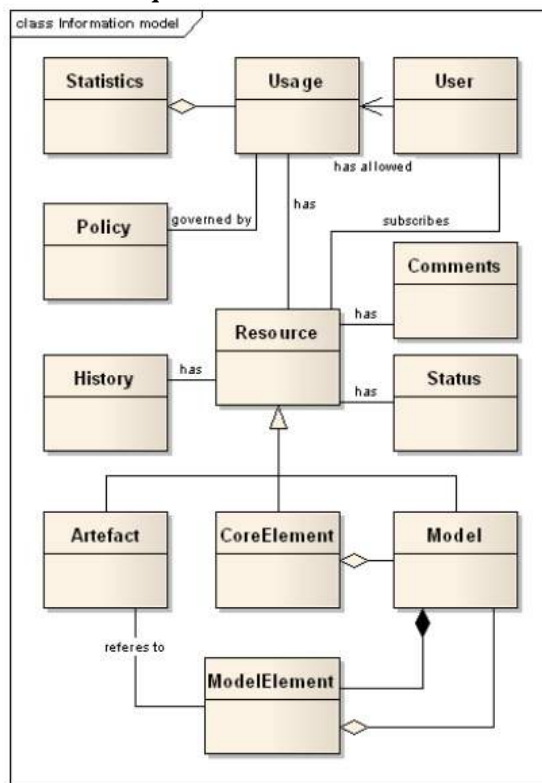 class Information model
Statistics
Usage
User
has allowed
has
governed by
subscribes
Policy
Comments
Resource
has
History
has
Status
has
Artefact
CoreElement
Model
referes to
ModelElement